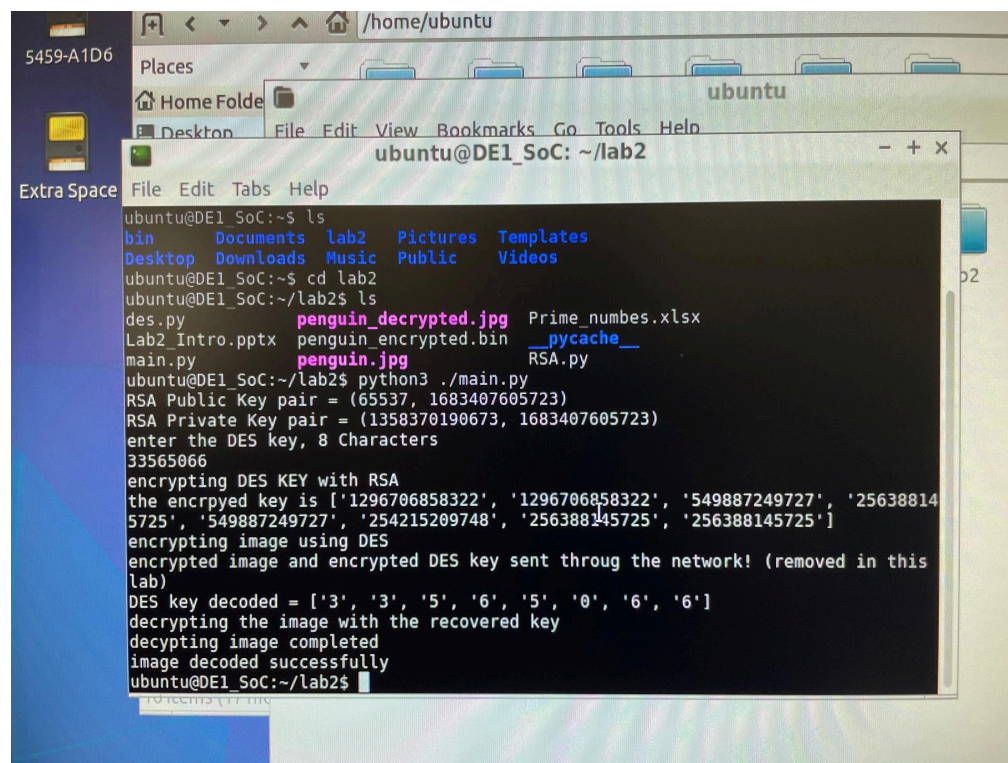 /home/ubuntu
5459-A1D6
Places
Home Folde
ubuntu
Desktop
File Edit View Bookmarks Go Tools Help
ubuntu@DE1_SoC: ~/lab2
Extra Space
File Edit Tabs Help
ubuntu@DE1_SoC:~$ ls
bin Documents lab2 Pictures Templates
Desktop Downloads Music Public Videos
ubuntu@DE1_SoC:~$ cd lab2
ubuntu@DE1_SoC:~/lab2$ ls
des.py penguin_decrypted.jpg Prime_numbes.xlsx
Lab2_Intro.pptx penguin_encrypted.bin __pycache__
main.py penguin.jpg RSA.py
ubuntu@DE1_SoC:~/lab2$ python3 ./main.py
RSA Public Key pair = (65537, 1683407605723)
RSA Private Key pair = (1358370190673, 1683407605723)
enter the DES key, 8 Characters
33565066
encrypting DES KEY with RSA
the encrpyed key is ['1296706858322', '1296706858322', '549887249727', '25638814
5725', '549887249727', '254215209748', '256388145725', '256388145725']
encrypting image using DES
encrypted image and encrypted DES key sent throug the network! (removed in this
lab)
DES key decoded = ['3', '3', '5', '6', '5', '0', '6', '6']
decrypting the image with the recovered key
decypting image completed
image decoded successfully
ubuntu@DE1_SoC:~/lab2$